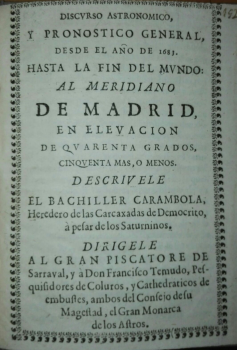 DISCVRSO ASTRONOMICO,
Y PRONOSTICO GENERAL,
DESDE EL AÑO DE 1683.
HASTA LA FIN DEL MVNDO:
AL MERIDIANO
DE MADRID,
EN ELEVACION
DE QVARENTA GRADOS,
CINQVENTA MAS, O MENOS.
DESCRIVELE
EL BACHILLER CARAMBOLA,
Heredero de las Carcaxadas de Democrito,
à pesar de los Saturninos,
DIRIGELE
AL GRAN PISCATORE DE
Sarraval, y à Don Francisco Temudo, Pes-
quisidores de Coluros, y Cathedraticos de
embustes, ambos del Consejo de su
Magestad, el Gran Monarca
de los Astros.